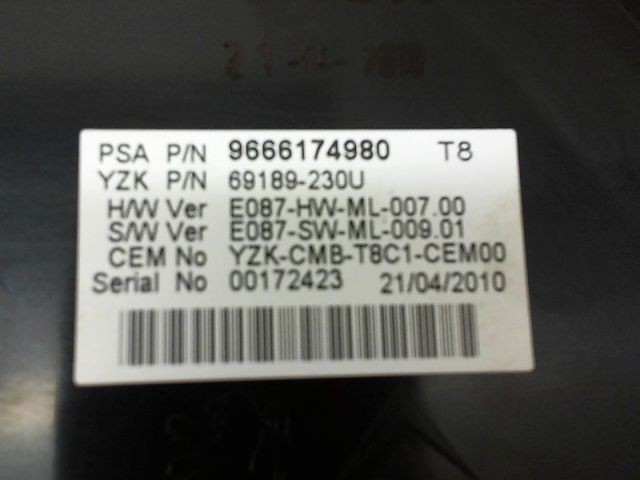 PSA P/N 9666174980 T8
YZK P/N 69189-230U
H/W Ver E087-HW-ML-007.00
S/W Ver E087-SW-ML-009.01
CEM No YZK-CMB-T8C1-CEM00
Serial No 00172423 21/04/2010